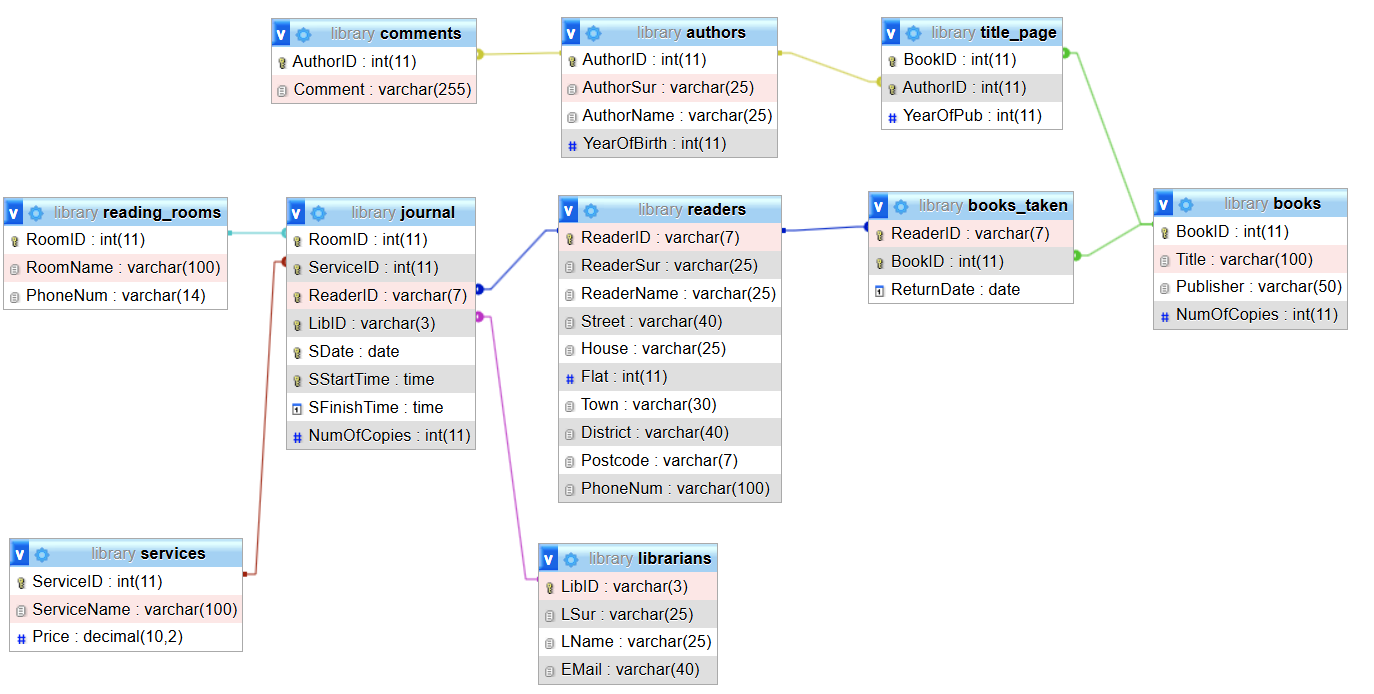 v library comments
AuthorID : int(11)
Comment : varchar(255)
v library authors
AuthorID : int(11)
AuthorSur : varchar(25)
AuthorName : varchar(25)
# YearOfBirth : int(11)
v library title_page
BookID : int(11)
AuthorID : int(11)
# YearOfPub : int(11)
v library reading_rooms
RoomID : int(11)
RoomName : varchar(100)
PhoneNum : varchar(14)
v library journal
RoomID : int(11)
ServiceID : int(11)
ReaderID : varchar(7)
LibID : varchar(3)
SDate : date
SStartTime : time
SFinishTime : time
# NumOfCopies : int(11)
v library readers
ReaderID : varchar(7)
ReaderSur : varchar(25)
ReaderName : varchar(25)
Street : varchar(40)
House : varchar(25)
# Flat : int(11)
Town : varchar(30)
District : varchar(40)
Postcode : varchar(7)
PhoneNum : varchar(100)
v library books_taken
ReaderID : varchar(7)
BookID : int(11)
ReturnDate : date
v library books
BookID : int(11)
Title : varchar(100)
Publisher : varchar(50)
# NumOfCopies : int(11)
v library services
ServiceID : int(11)
ServiceName : varchar(100)
# Price : decimal(10,2)
v library librarians
LibID : varchar(3)
LSur : varchar(25)
LName : varchar(25)
EMail : varchar(40)